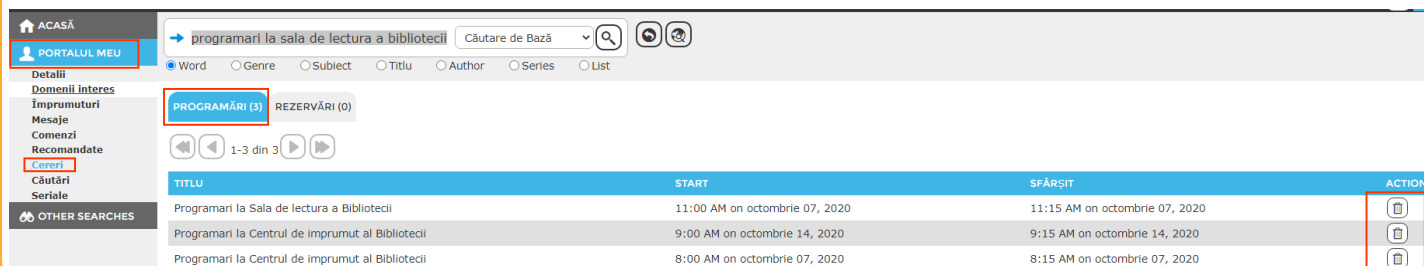 ACASĂ
PORTALUL MEU
Detalii
Domenii interes
Împrumuturi
Mesaje
Comenzi
Recomandate
Cereri
Căutări
Seriale
OTHER SEARCHES
programari la sala de lectura a bibliotecii Căutare de Bază
Word Genre Subiect Titlu Author Series List
PROGRAMĂRI (3) REZERVĂRI (0)
1-3 din 3
TITLU START SFÂRȘIT ACTION
Programari la Sala de lectura a Bibliotecii 11:00 AM on octombrie 07, 2020 11:15 AM on octombrie 07, 2020
Programari la Centrul de imprumut al Bibliotecii 9:00 AM on octombrie 14, 2020 9:15 AM on octombrie 14, 2020
Programari la Centrul de imprumut al Bibliotecii 8:00 AM on octombrie 07, 2020 8:15 AM on octombrie 07, 2020